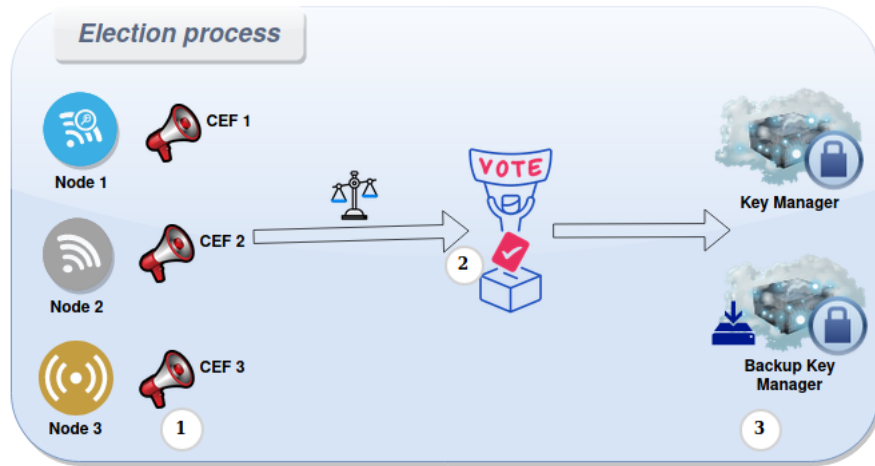 Election process
CEF 1
Node 1
VOTE
Key Manager
CEF 2
2
Node 2
CEF 3
Backup Key
Manager
Node 3
1
3